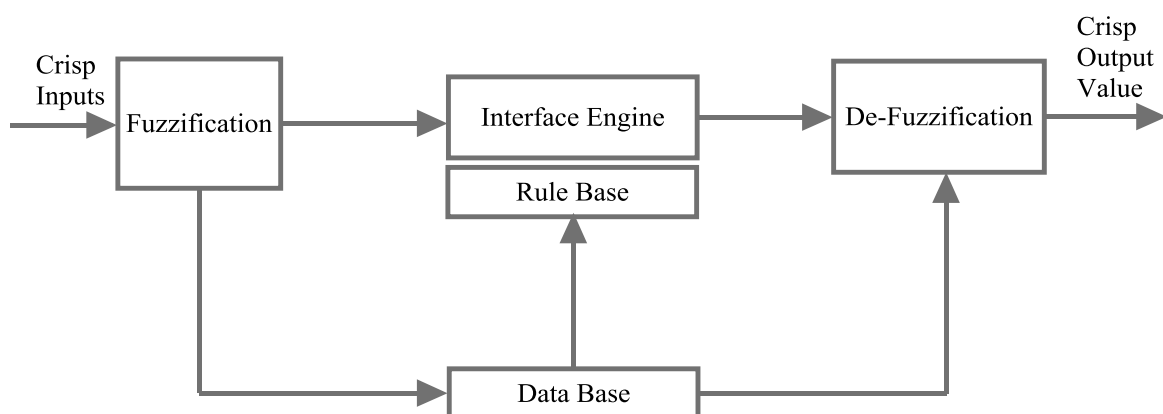 Crisp
Inputs
Fuzzification
Interface Engine
Rule Base
Data Base
De-Fuzzification
Crisp
Output
Value